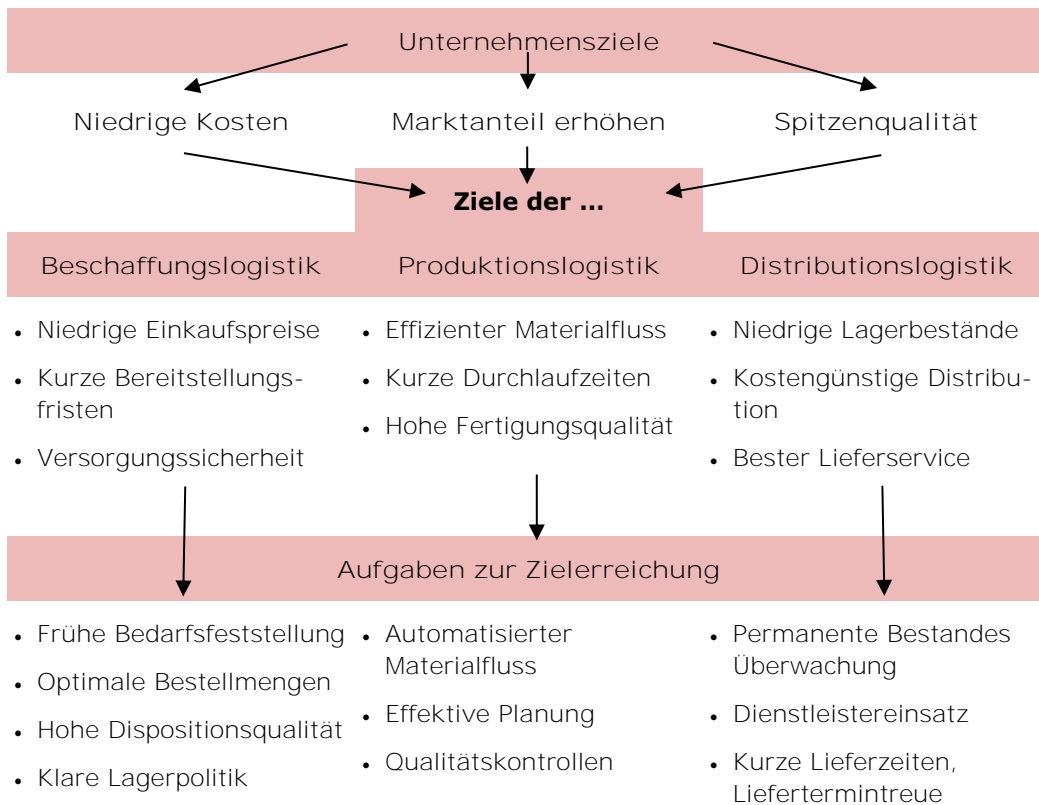 Unternehmensziele
Niedrige Kosten
Marktanteil erhöhen
Spitzenqualität
Ziele der ...
Beschaffungslogistik
Produktionslogistik
Distributionslogistik
• Niedrige Einkaufspreise
• Kurze Bereitstellungs-
fristen
• Versorgungssicherheit
• Effizienter Materialfluss
• Kurze Durchlaufzeiten
• Hohe Fertigungsqualität
• Niedrige Lagerbestände
• Kostengünstige Distribu-
tion
• Bester Lieferservice
Aufgaben zur Zielerreichung
• Frühe Bedarfsfeststellung
• Optimale Bestellmengen
• Hohe Dispositionsqualität
• Klare Lagerpolitik
• Automatisierter
Materialfluss
• Effektive Planung
• Qualitätskontrollen
• Permanente Bestandes
Überwachung
• Dienstleistereinsatz
• Kurze Lieferzeiten,
Liefertermintreue